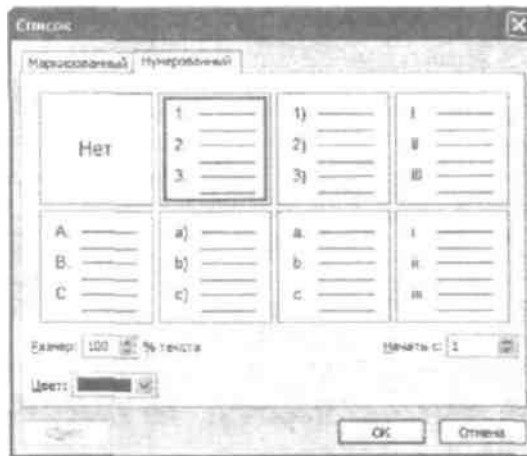 Список
Маркированный Нумерованный
Нет
1.
2.
3.
1)
2)
3)
I.
II.
III.
A.
B.
C.
a)
b)
c)
a.
b.
c.
i.
ii.
iii.
Размер: 100 % текста
Начать с: 1
Цвет:
OK
Отмена